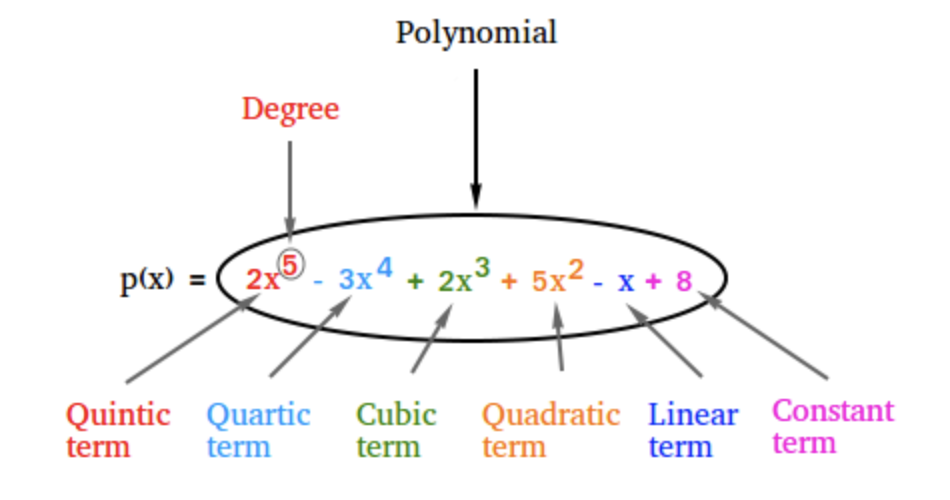 Polynomial
Degree
p(x) = 2x⁵ - 3x⁴ + 2x³ + 5x² - x + 8
Quintic term
Quartic term
Cubic term
Quadratic term
Linear term
Constant term